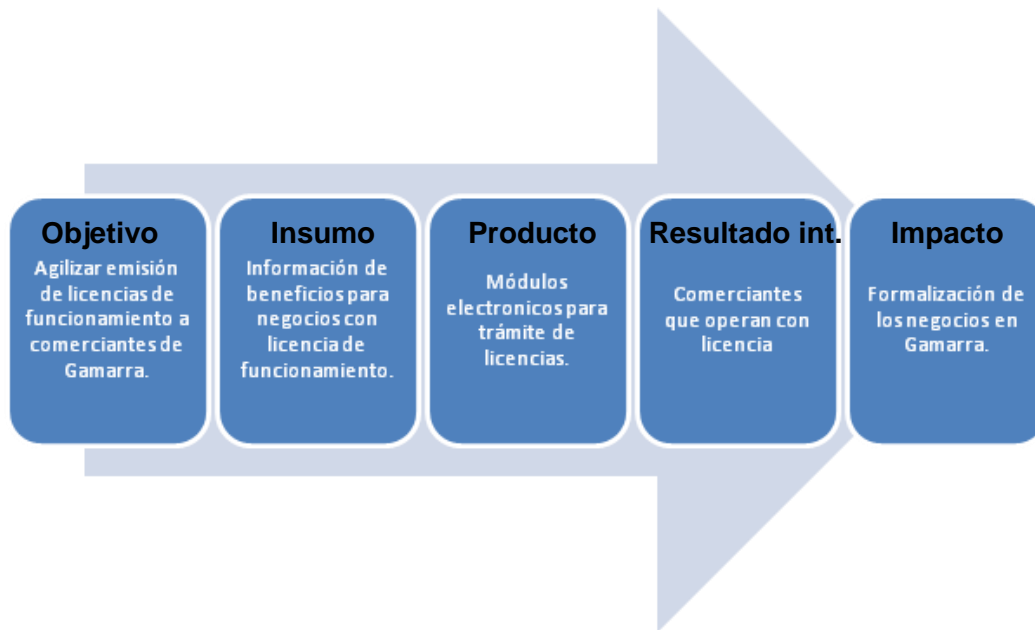 Objetivo
Agilizar emisión
de licencias de
funcionamiento a
comerciantes de
Gamarra.
Insumo
Información de
beneficios para
negocios con
licencia de
funcionamiento.
Producto
Módulos
electronicos para
trámite de
licencias.
Resultado int.
Comerciantes
que operan con
licencia
Impacto
Formalización de
los negocios en
Gamarra.